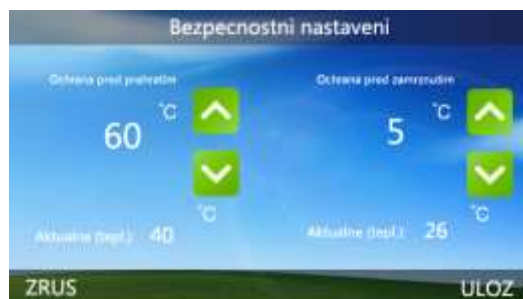 Bezpecnostni nastaveni
Ochrana pred prehratim
Ochrana pred zamrznutim
60 °C
5 °C
°C
°C
Aktualne (tepl.): 40
Aktualne (tepl.): 26
ZRUS
ULOZ